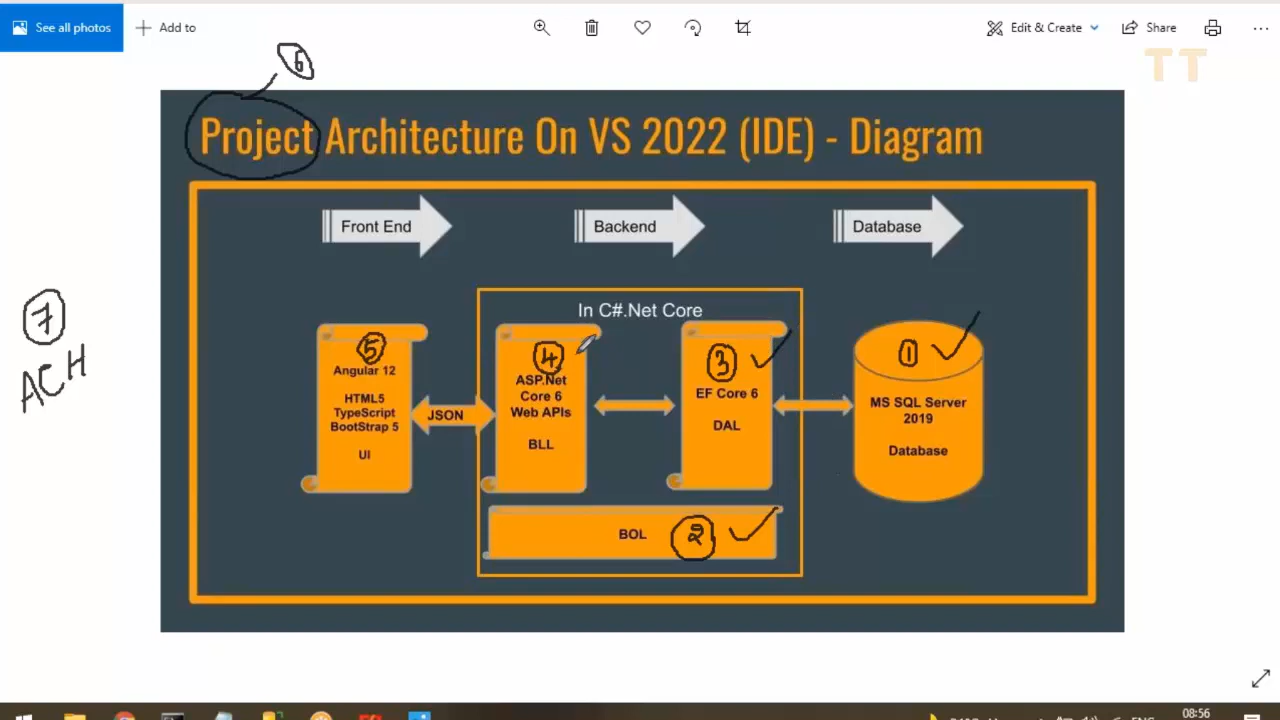 See all photos
Add to
Edit & Create
Share
TT
6
Project Architecture On VS 2022 (IDE) - Diagram
Front End
Backend
Database
In C#.Net Core
7
ACH
5
Angular 12
HTML5
TypeScript
BootStrap 5
UI
JSON
4
ASP.Net
Core 6
Web APIs
BLL
3
EF Core 6
DAL
1
MS SQL Server
2019
Database
BOL
2
08:56